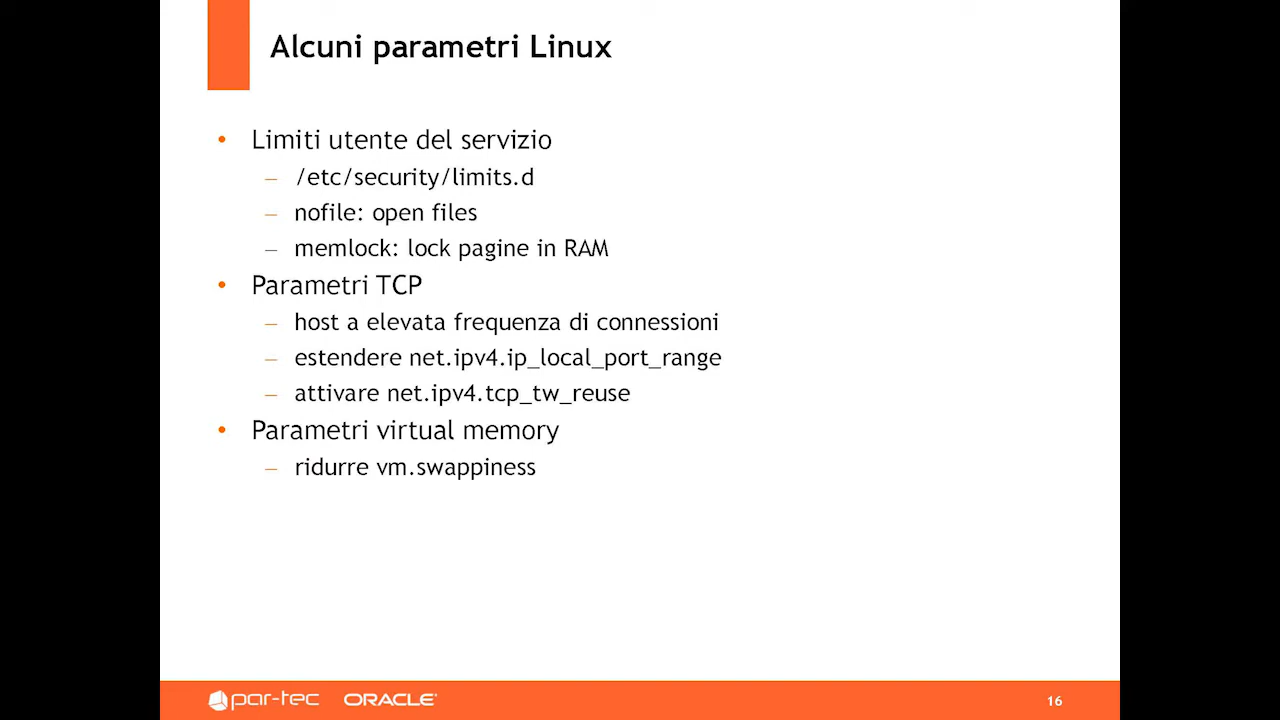 Alcuni parametri Linux
• Limiti utente del servizio
– /etc/security/limits.d
– nofile: open files
– memlock: lock pagine in RAM
• Parametri TCP
– host a elevata frequenza di connessioni
– estendere net.ipv4.ip_local_port_range
– attivare net.ipv4.tcp_tw_reuse
• Parametri virtual memory
– ridurre vm.swappiness
par-tec ORACLE 16